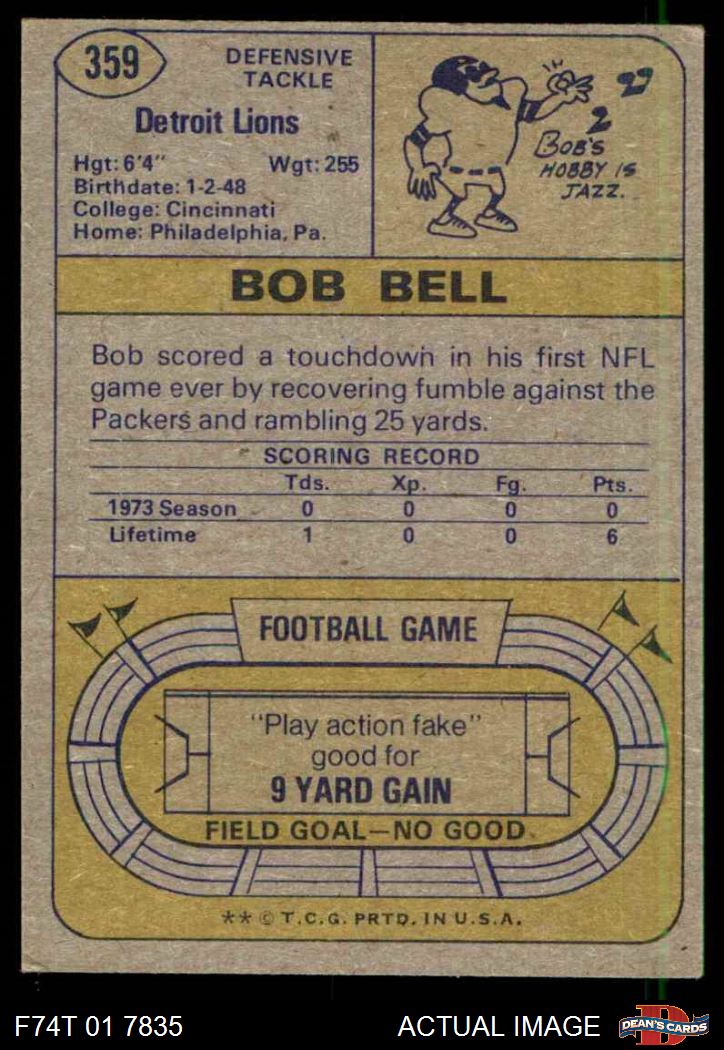 359
DEFENSIVE
TACKLE
Detroit Lions
Hgt: 6'4" Wgt: 255
Birthdate: 1-2-48
College: Cincinnati
Home: Philadelphia, Pa.
BOB'S
HOBBY IS
JAZZ.
BOB BELL
Bob scored a touchdown in his first NFL
game ever by recovering fumble against the
Packers and rambling 25 yards.
SCORING RECORD
Tds. Xp. Fg. Pts.
1973 Season 0 0 0 0
Lifetime 1 0 0 6
FOOTBALL GAME
"Play action fake"
good for
9 YARD GAIN
FIELD GOAL—NO GOOD
** © T.C.G. PRTD. IN U.S.A.
F74T 01 7835 ACTUAL IMAGE
D
DEAN'S CARDS